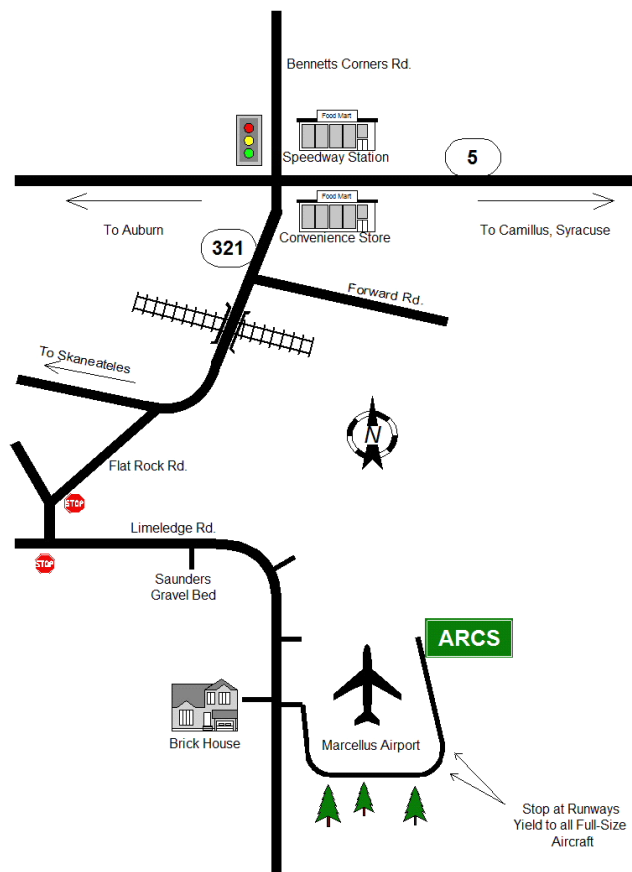 Bennetts Corners Rd.
Food Mart
Speedway Station
5
Food Mart
To Auburn
Convenience Store
To Camillus, Syracuse
321
Forward Rd.
To Skaneateles
N
Flat Rock Rd.
STOP
Limeledge Rd.
STOP
Saunders
Gravel Bed
ARCS
Brick House
Marcellus Airport
Stop at Runways
Yield to all Full-Size
Aircraft